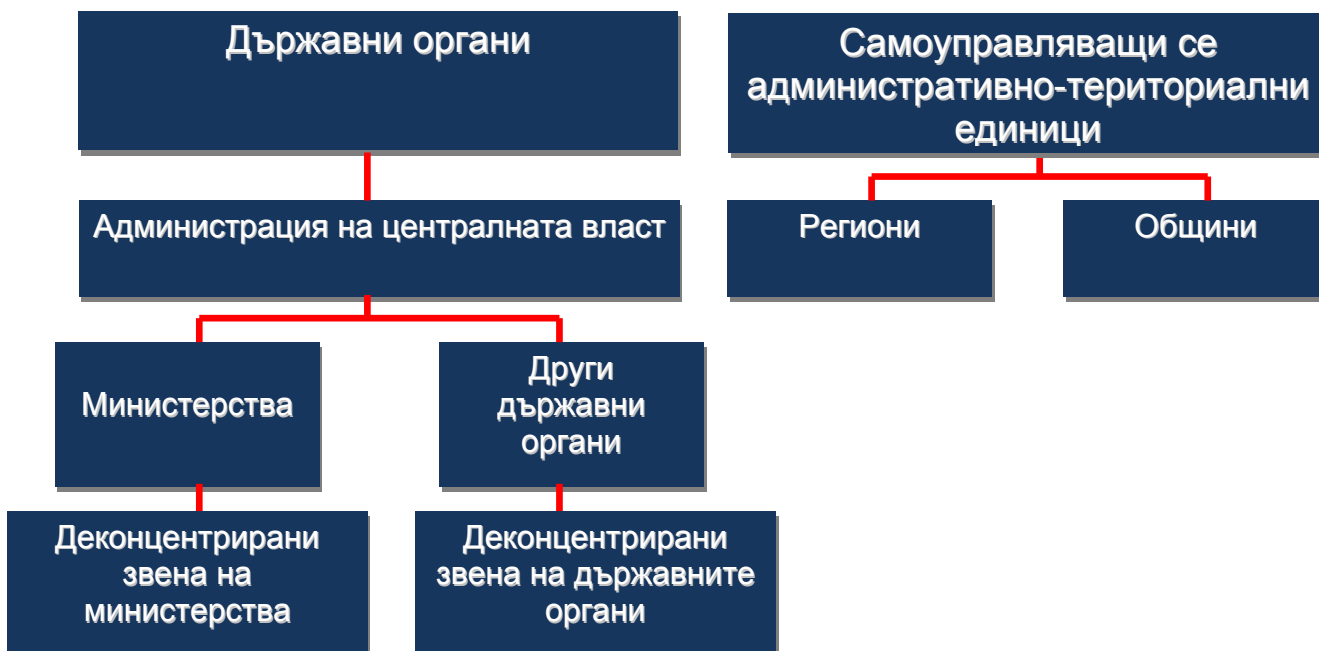 Държавни органи
Самоуправляващи се
административно-териториални
единици
Администрация на централната власт
Региони
Общини
Министерства
Други
държавни
органи
Деконцентрирани
звена на
министерства
Деконцентрирани
звена на държавните
органи